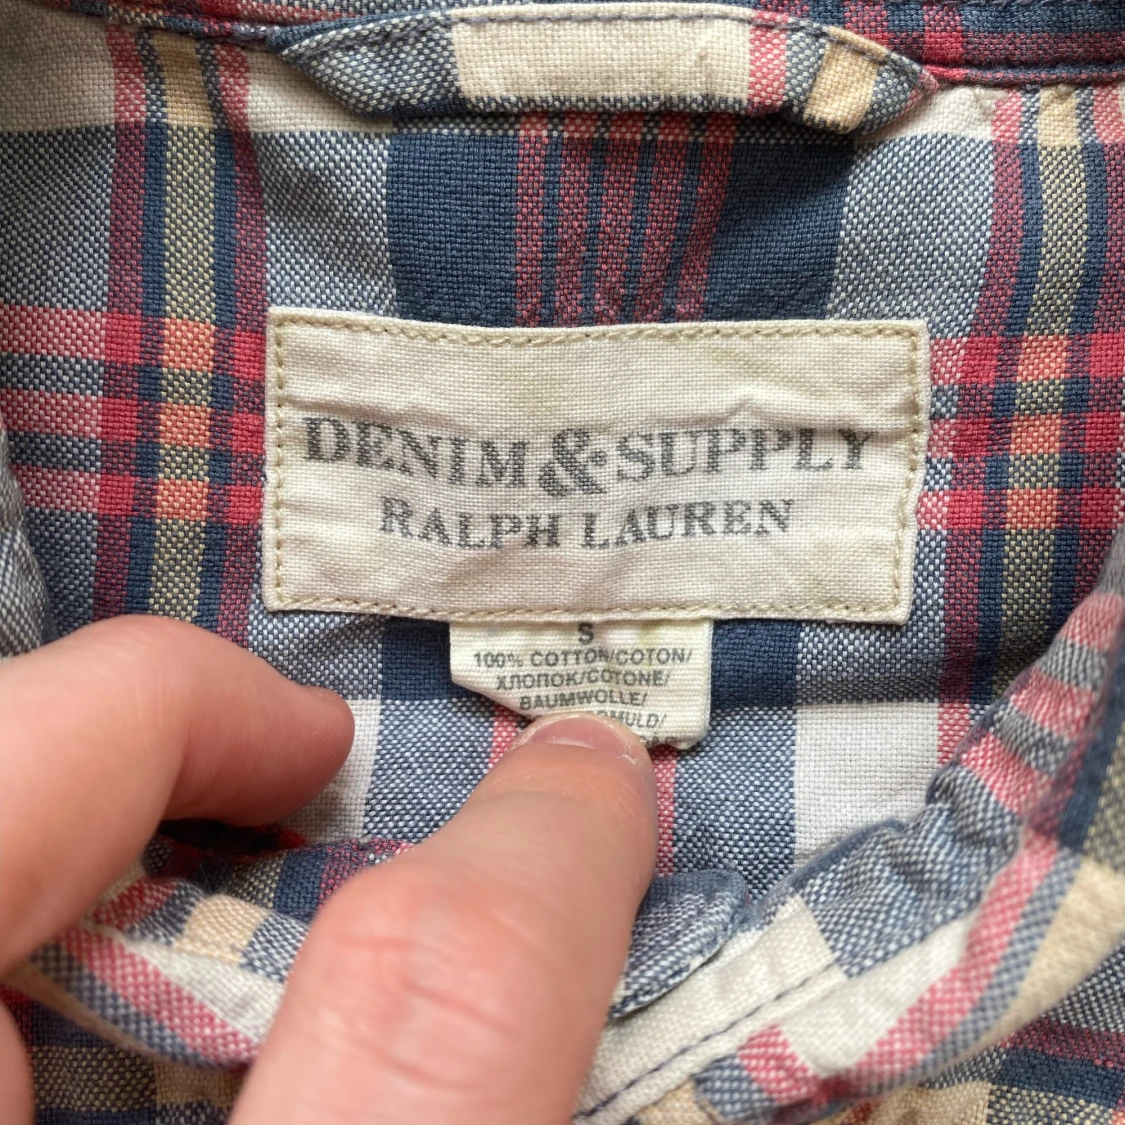 DENIM & SUPPLY
RALPH LAUREN
S
100% COTTON/COTON/
ХЛОПОК/COTONE/
BAUMWOLLE/